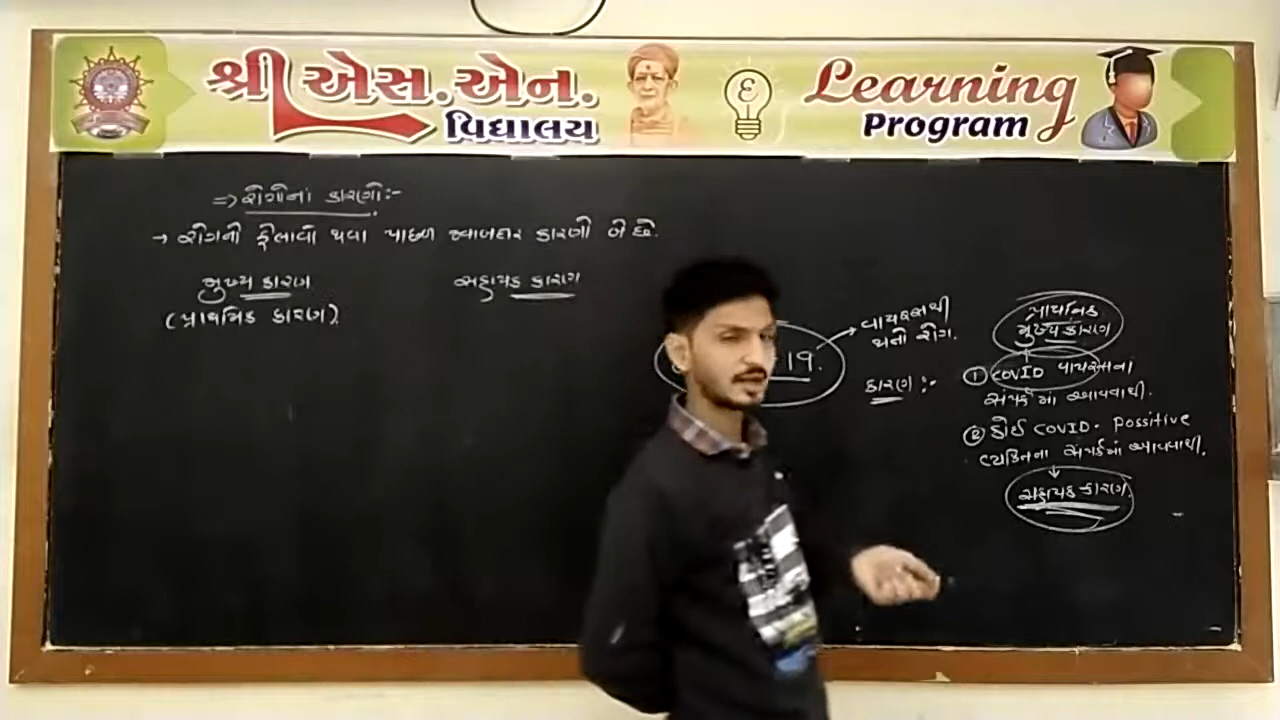 શ્રી એસ.એન.
વિદ્યાલય
Learning
Program
⇒ રોગોનાં કારણો:-
→ રોગની ફેલાવો થવા પાછળ જવાબદાર કારણો બે છે.
મુખ્ય કારણ
સહાયક કારણ
(પ્રાથમિક કારણ).
19.
વાયરસથી
થતો રોગ.
કારણ :-
પ્રાથમિક
મુખ્ય કારણ
① COVID વાયરસના
સંપર્કમાં આવવાથી.
② કોઈ COVID. Possitive
વ્યકિતના સંપર્કમાં આવવાથી.
સહાયક કારણ.